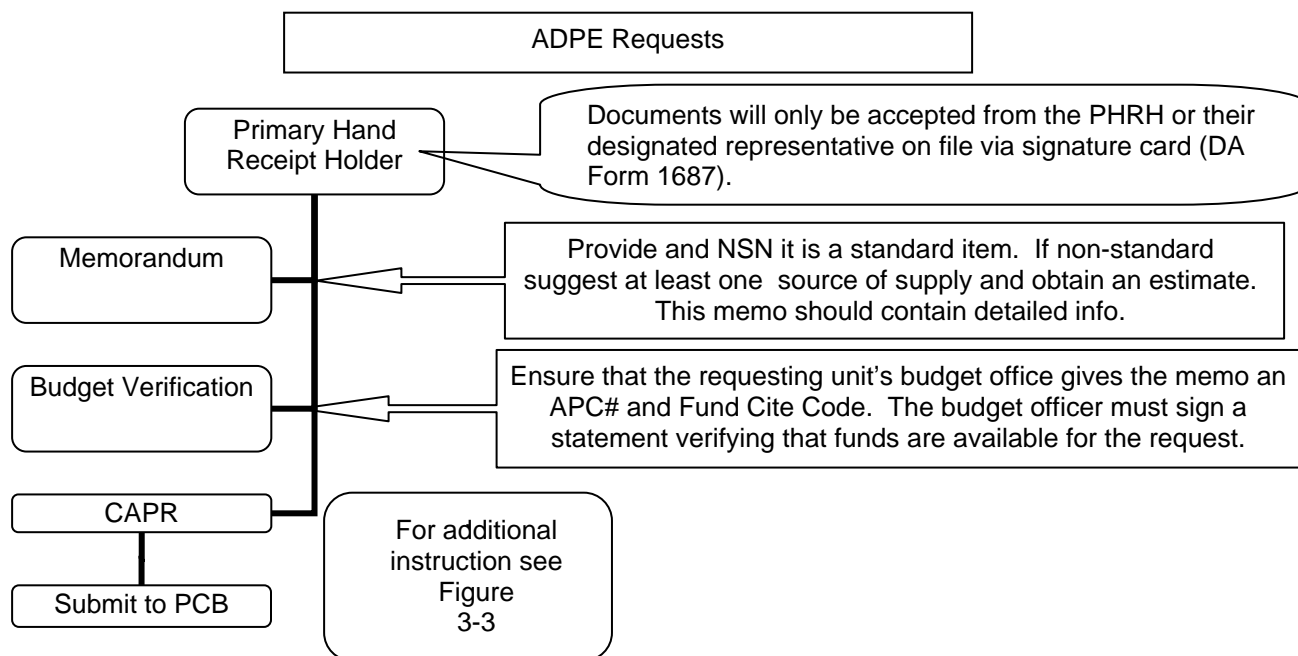 ADPE Requests
Primary Hand
Receipt Holder
Documents will only be accepted from the PHRH or their
designated representative on file via signature card (DA
Form 1687).
Memorandum
Provide and NSN it is a standard item. If non-standard
suggest at least one source of supply and obtain an estimate.
This memo should contain detailed info.
Budget Verification
Ensure that the requesting unit’s budget office gives the memo an
APC# and Fund Cite Code. The budget officer must sign a
statement verifying that funds are available for the request.
CAPR
For additional
instruction see
Figure
3-3
Submit to PCB